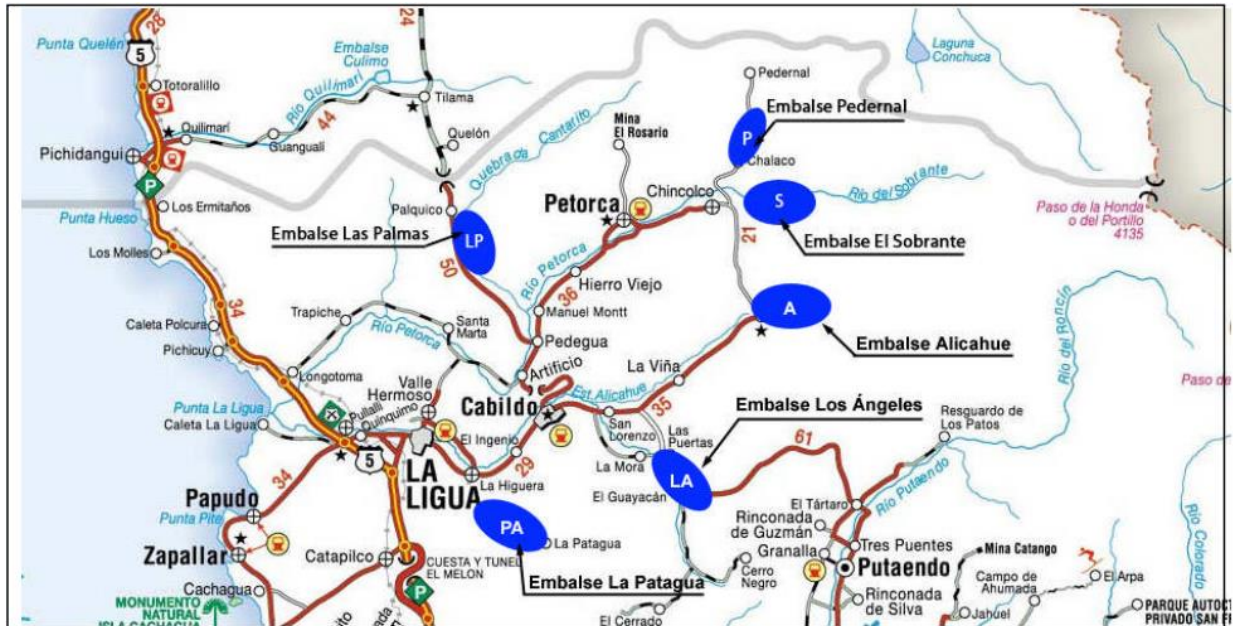 28
24
Punta Quelén
5
Totoralillo
Embalse
Culimo
Río Quilimarí
Tilama
44
Quilimarí
Guangualí
Quelón
Pichidangui
P
Los Ermitaños
Punta Hueso
Los Molles
Laguna
Conchuca
Pedernal
Embalse Pedernal
P
Mina
El Rosario
Chalaco
Quebrada Cantarito
Chincolco
Río del Sobrante
S
Petorca
Palquico
Embalse Las Palmas
LP
Embalse El Sobrante
Paso de la Honda
o del Portillo
4135
21
50
Río Petorca
36
Hierro Viejo
34
Trapiche
Santa
Marta
Manuel Montt
A
Caleta Polcura
Río Petorca
Pichicuy
Pedegua
Embalse Alicahue
Río del Roncín
La Viña
Longotoma
Artificio
Valle
Hermoso
Est. Alicahue
Paso de
Punta La Ligua
Pullalli
Cabildo
35
Embalse Los Ángeles
Caleta La Ligua
Quinquimo
San
Lorenzo
Las
Puertas
Resguardo de
Los Patos
El Ingenio
61
5
LA
LIGUA
29
La Mora
34
La Higuera
El Guayacán
LA
Río Putaendo
El Tártaro
Papudo
Punta Pite
PA
La Patagua
Rinconada
de Guzmán
Río Colorado
Zapallar
Catapilco
CUESTA Y TUNEL
EL MELON
Granalla
Tres Puentes
Mina Catango
Cerro
Negro
Putaendo
Embalse La Patagua
Cachagua
P
Campo de
Ahumada
El Arpa
Rinconada
de Silva
MONUMENTO
NATURAL
ISLA CACHAGUA
El Cerrado
Jahuel
PARQUE AUTOCT
PRIVADO SAN F